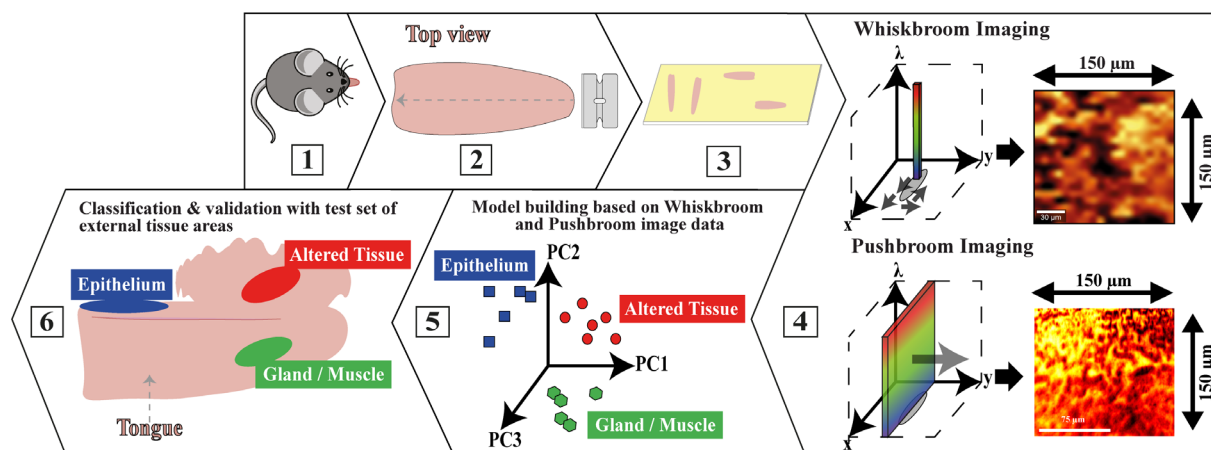 1
Top view
2
3
4
Whiskbroom Imaging
λ
y
x
150 µm
150 µm
30 µm
Pushbroom Imaging
λ
y
x
150 µm
150 µm
75 µm
5
Model building based on Whiskbroom
and Pushbroom image data
PC2
Epithelium
Altered Tissue
PC1
Gland / Muscle
PC3
6
Classification & validation with test set of
external tissue areas
Altered Tissue
Epithelium
Gland / Muscle
Tongue